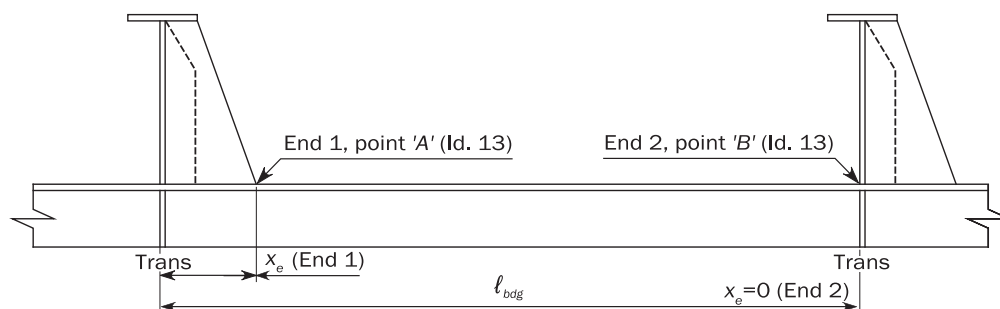 End 1, point 'A' (Id. 13)
End 2, point 'B' (Id. 13)
Trans
x_e (End 1)
Trans
ℓ_bdg
x_e=0 (End 2)